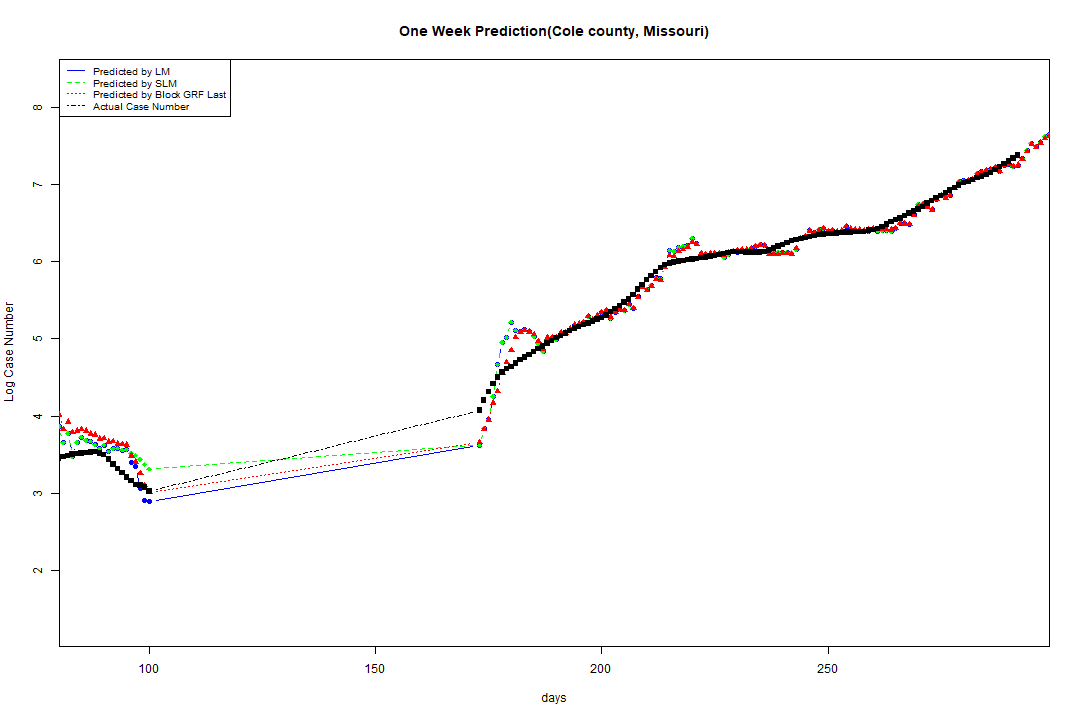 One Week Prediction(Cole county, Missouri)
Predicted by LM
Predicted by SLM
Predicted by Block GRF Last
Actual Case Number
8
7
6
5
4
3
2
Log Case Number
100 150 200 250
days